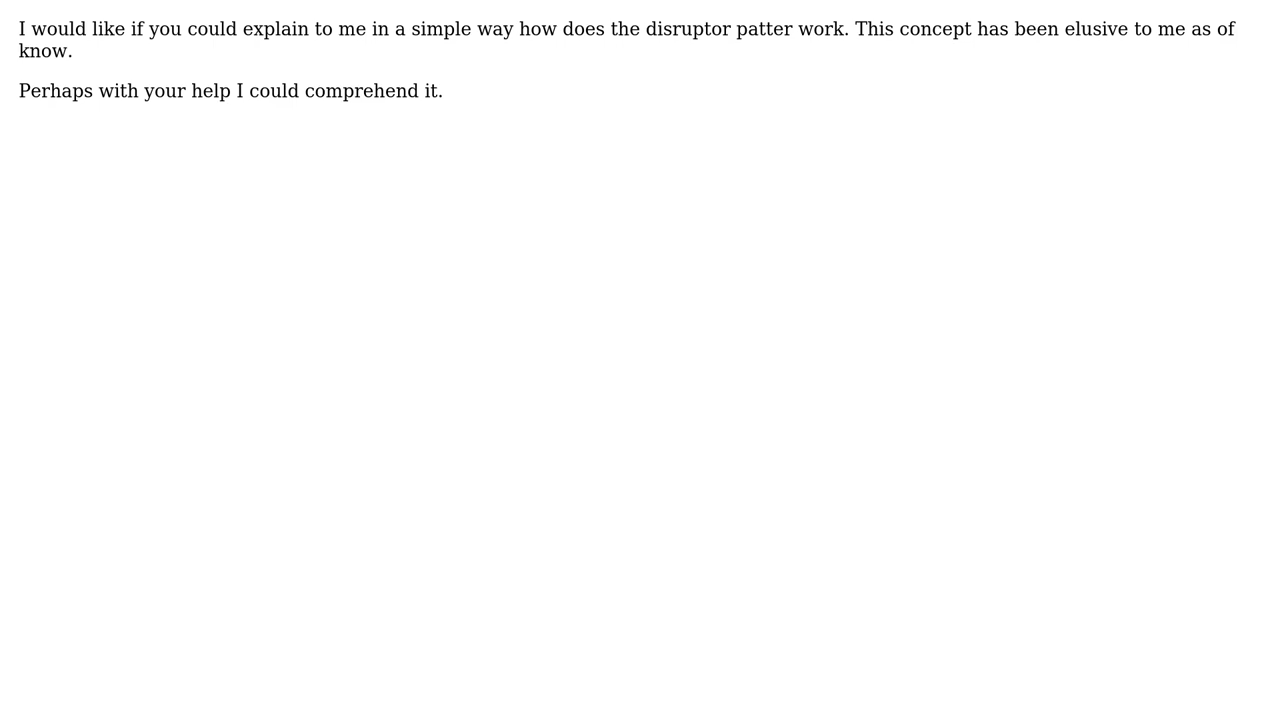 I would like if you could explain to me in a simple way how does the disruptor patter work. This concept has been elusive to me as of
know.
Perhaps with your help I could comprehend it.